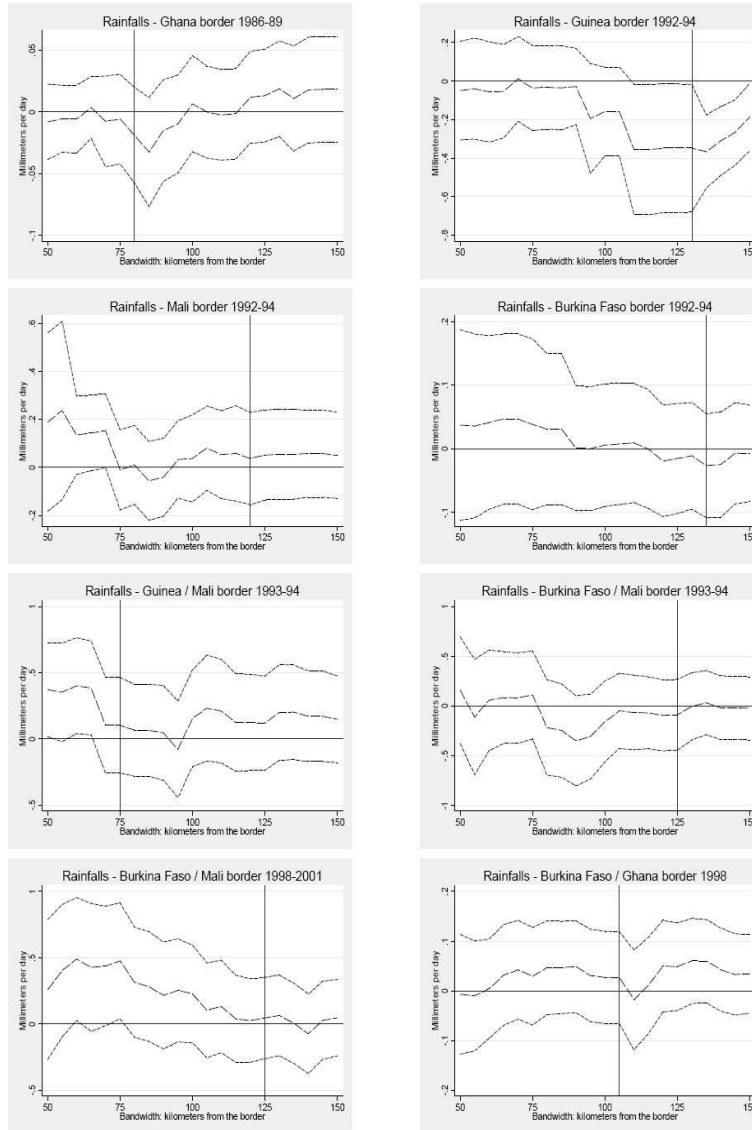 Rainfalls - Ghana border 1986-89
Millimeters per day
.05
0
-.05
-.1
50 75 100 125 150
Bandwidth: kilometers from the border
Rainfalls - Guinea border 1992-94
Millimeters per day
.2
0
-.2
-.4
-.6
-.8
50 75 100 125 150
Bandwidth: kilometers from the border
Rainfalls - Mali border 1992-94
Millimeters per day
.6
.4
.2
0
-.2
50 75 100 125 150
Bandwidth: kilometers from the border
Rainfalls - Burkina Faso border 1992-94
Millimeters per day
.2
.1
0
-.1
50 75 100 125 150
Bandwidth: kilometers from the border
Rainfalls - Guinea / Mali border 1993-94
Millimeters per day
1
.5
0
-.5
50 75 100 125 150
Bandwidth: kilometers from the border
Rainfalls - Burkina Faso / Mali border 1993-94
Millimeters per day
1
.5
0
-.5
-1
50 75 100 125 150
Bandwidth: kilometers from the border
Rainfalls - Burkina Faso / Mali border 1998-2001
Millimeters per day
1
.5
0
-.5
50 75 100 125 150
Bandwidth: kilometers from the border
Rainfalls - Burkina Faso / Ghana border 1998
Millimeters per day
.2
.1
0
-.1
-.2
50 75 100 125 150
Bandwidth: kilometers from the border